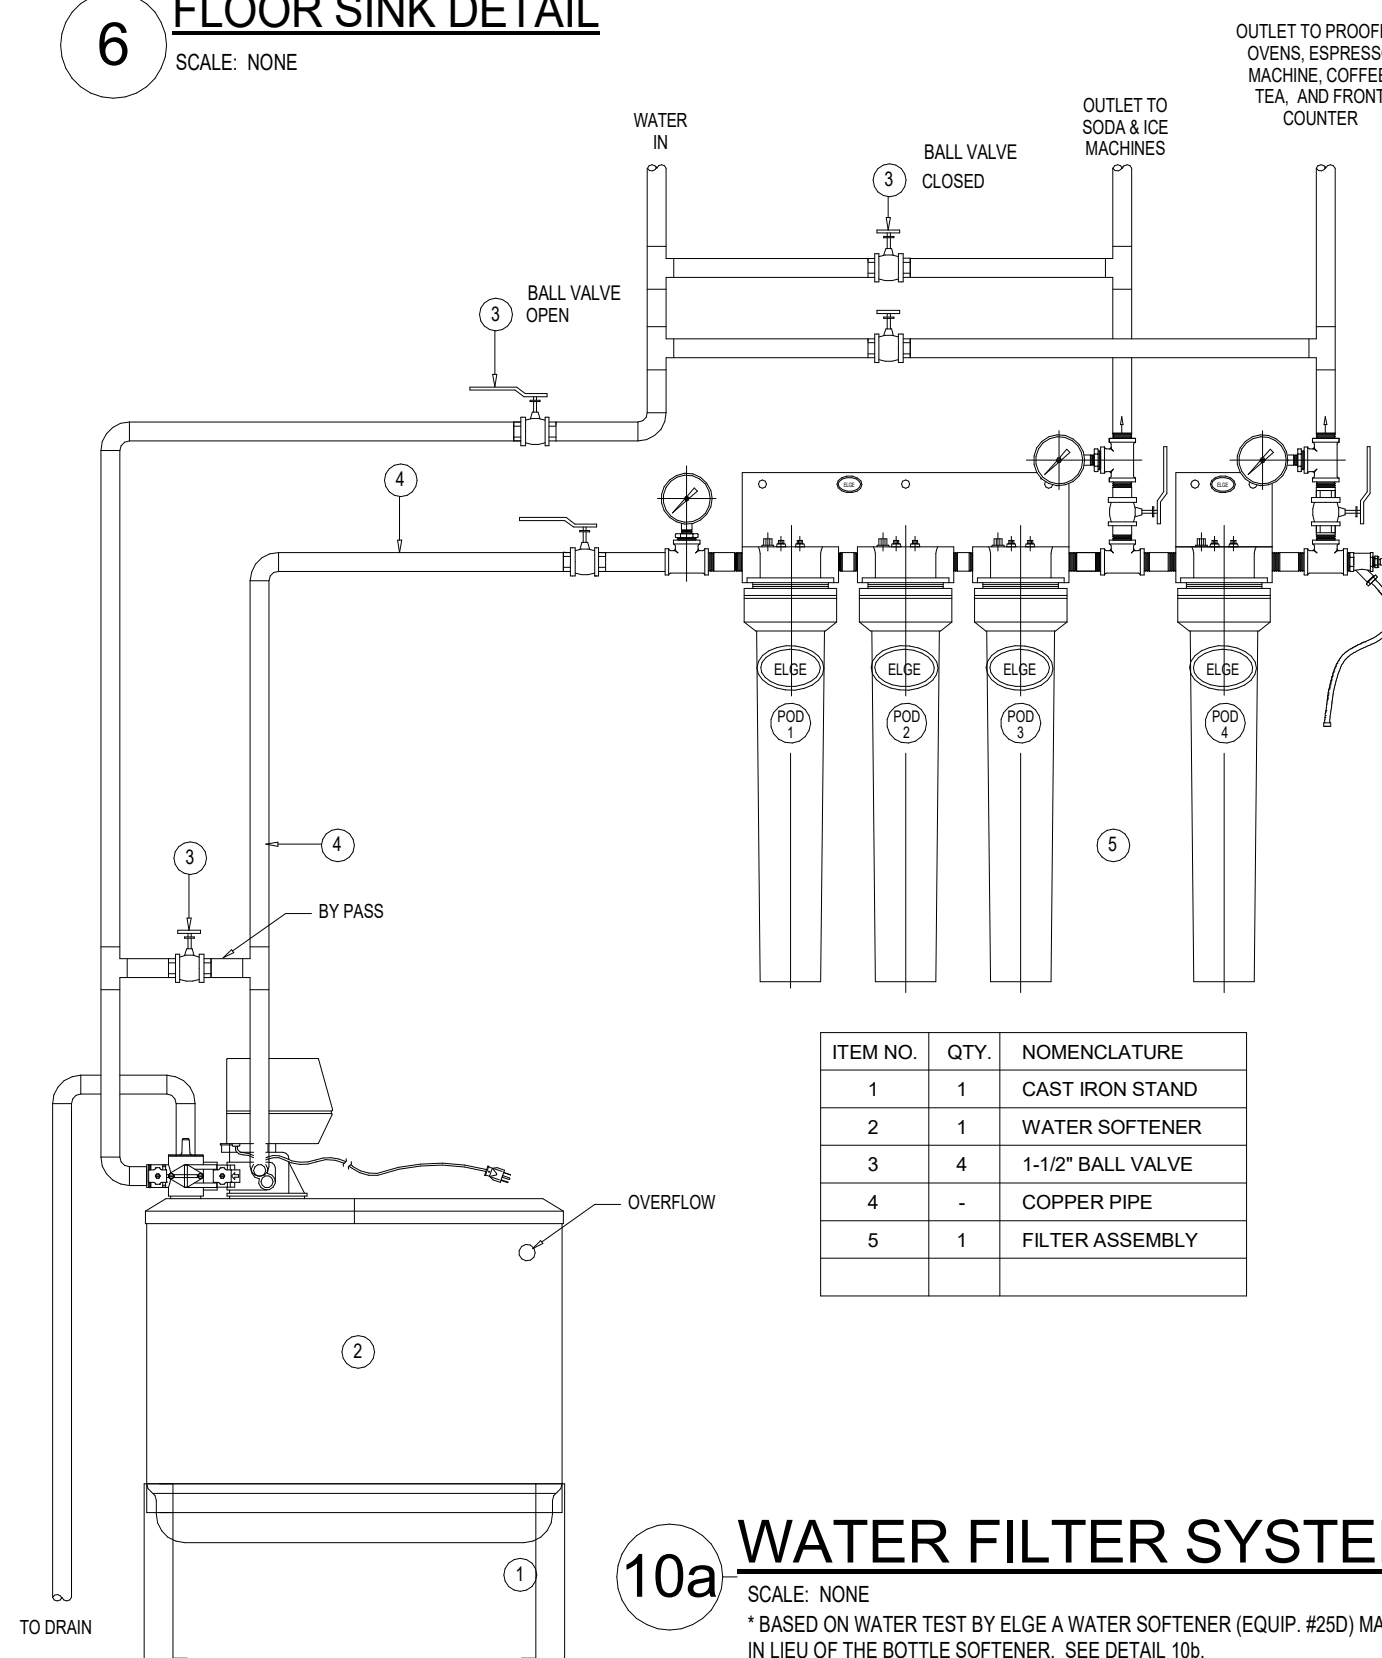 FLOOR SINK DETAIL
6
SCALE: NONE
OUTLET TO
OVENS,
MACHINE,
TEA, AND FRONT
COUNTER
OUTLET TO
SODA & ICE
MACHINES
WATER
IN
BALL VALVE
3 CLOSED
BALL VALVE
3 OPEN
4
ELGE
ELGE
ELGE
ELGE
ELGE
ELGE
POD
1
POD
2
POD
3
POD
4
4
5
3
BY PASS
ITEM NO. QTY. NOMENCLATURE
1 1 CAST IRON STAND
2 1 WATER SOFTENER
3 4 1-1/2" BALL VALVE
4 - COPPER PIPE
5 1 FILTER ASSEMBLY
OVERFLOW
2
1
TO DRAIN
10a
WATER FILTER
SCALE: NONE
* BASED ON WATER TEST BY ELGE A WATER SOFTENER (EQUIP. #25D)
IN LIEU OF THE BOTTLE SOFTENER. SEE DETAIL 10b.